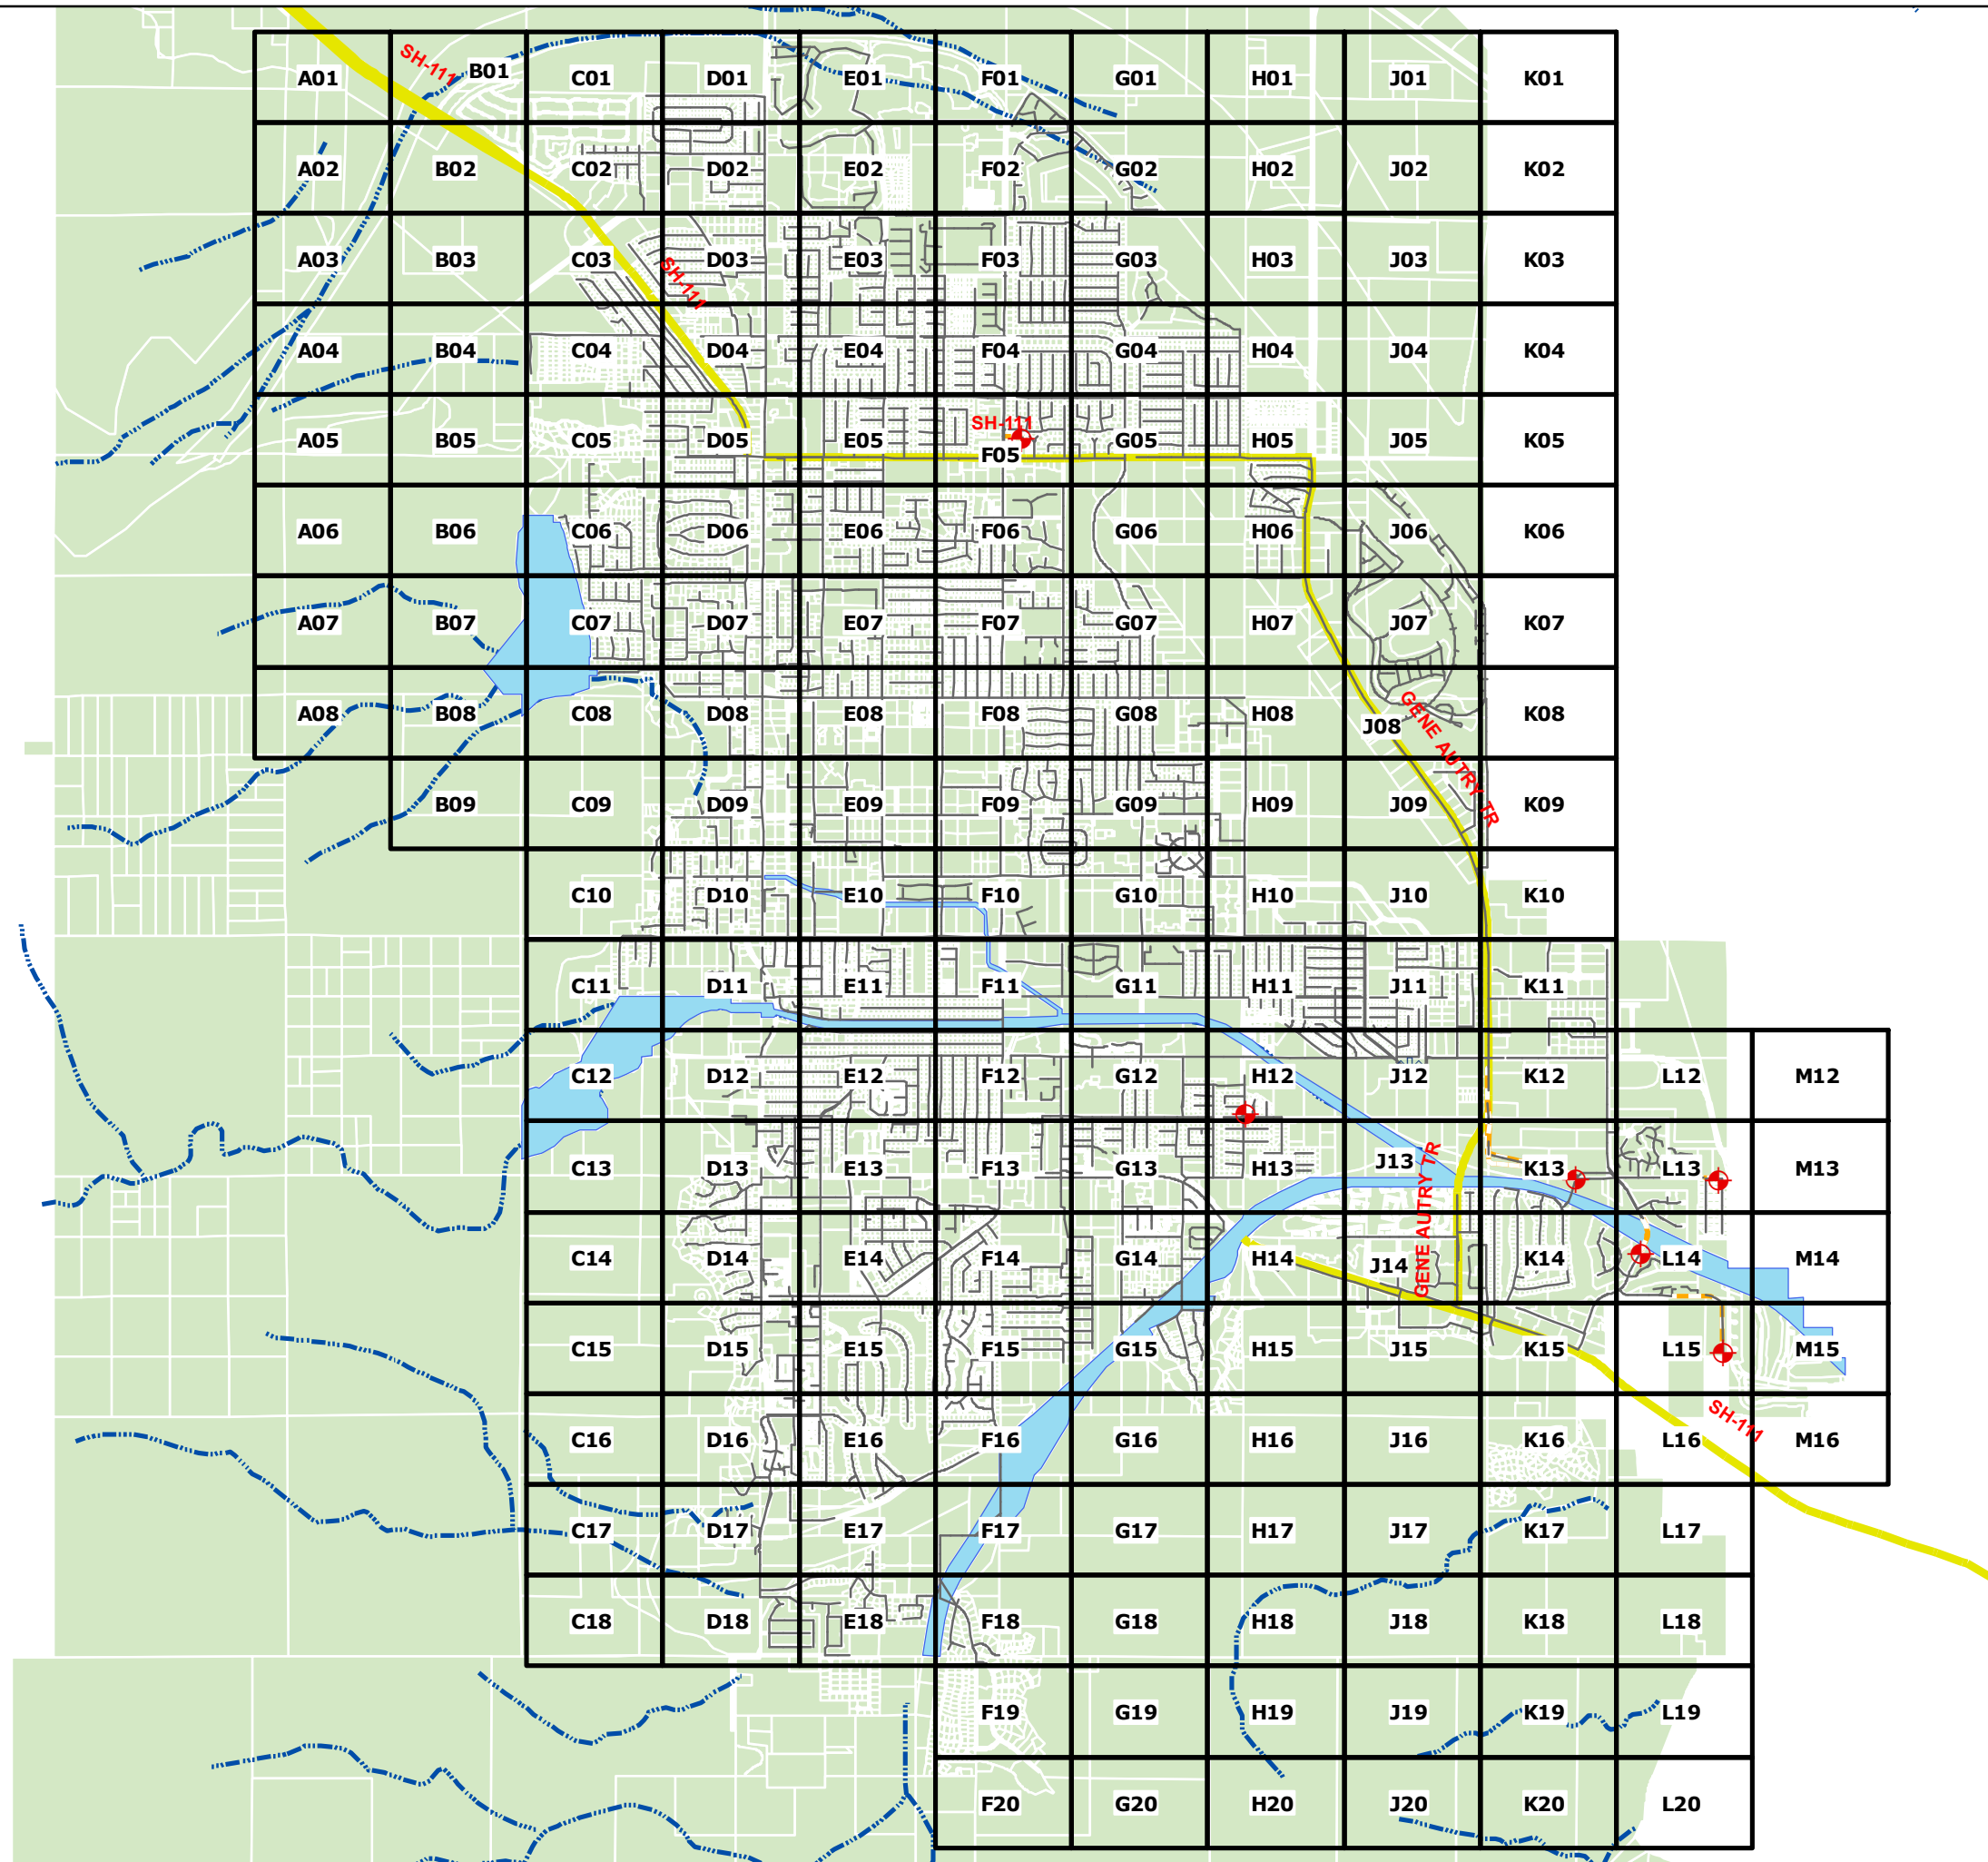 A01 B01 C01 D01 E01 F01 G01 H01 J01 K01
SH-111
A02 B02 C02 D02 E02 F02 G02 H02 J02 K02
A03 B03 C03 D03 E03 F03 G03 H03 J03 K03
SH-111
A04 B04 C04 D04 E04 F04 G04 H04 J04 K04
SH-111
A05 B05 C05 D05 E05 F05 G05 H05 J05 K05
A06 B06 C06 D06 E06 F06 G06 H06 J06 K06
A07 B07 C07 D07 E07 F07 G07 H07 J07 K07
A08 B08 C08 D08 E08 F08 G08 H08 J08 K08
GENE AUTRY TR
B09 C09 D09 E09 F09 G09 H09 J09 K09
C10 D10 E10 F10 G10 H10 J10 K10
C11 D11 E11 F11 G11 H11 J11 K11
C12 D12 E12 F12 G12 H12 J12 K12 L12 M12
C13 D13 E13 F13 G13 H13 J13 K13 L13 M13
GENE AUTRY TR
C14 D14 E14 F14 G14 H14 J14 K14 L14 M14
C15 D15 E15 F15 G15 H15 J15 K15 L15 M15
SH-111
C16 D16 E16 F16 G16 H16 J16 K16 L16 M16
C17 D17 E17 F17 G17 H17 J17 K17 L17
C18 D18 E18 F18 G18 H18 J18 K18 L18
F19 G19 H19 J19 K19 L19
F20 G20 H20 J20 K20 L20